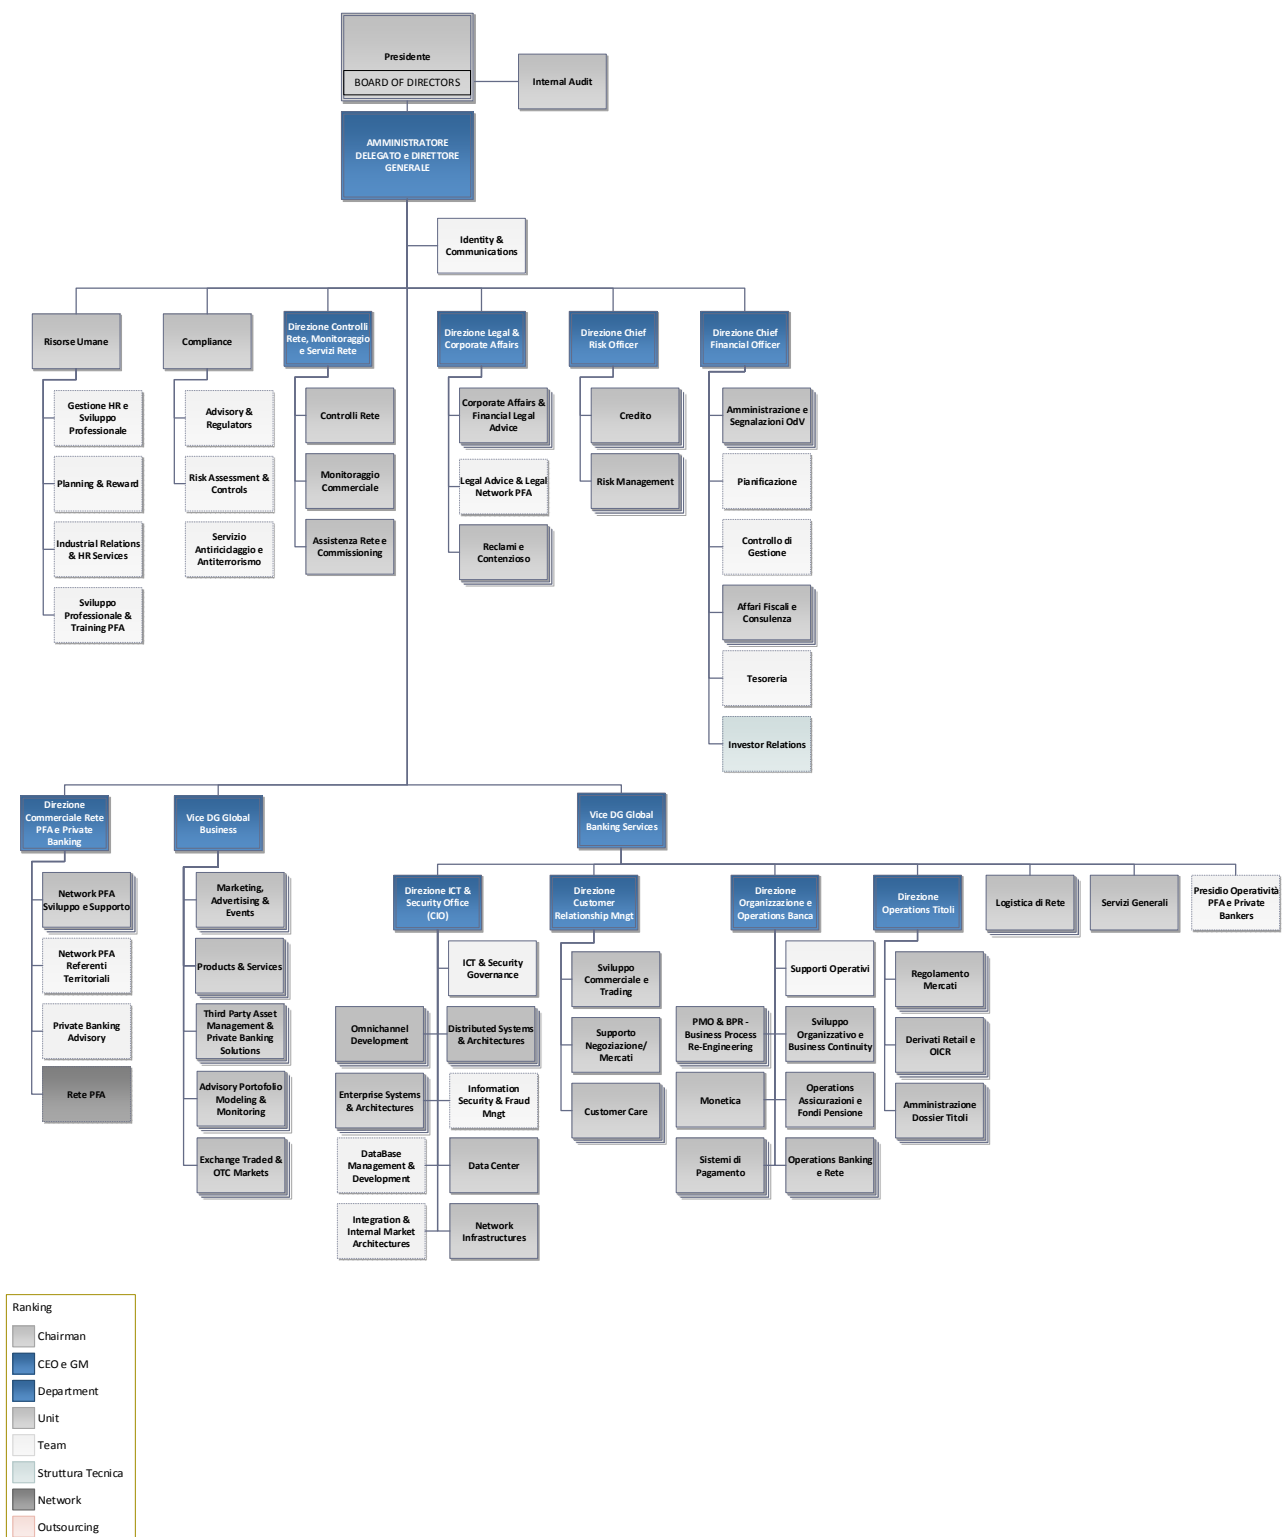 Presidente
BOARD OF DIRECTORS
Internal Audit
AMMINISTRATORE
DELEGATO e DIRETTORE
GENERALE
Identity &
Communications
Risorse Umane
Compliance
Direzione Controlli
Rete, Monitoraggio
e Servizi Rete
Direzione Legal &
Corporate Affairs
Direzione Chief
Risk Officer
Direzione Chief
Financial Officer
Gestione HR e
Sviluppo
Professionale
Planning & Reward
Industrial Relations
& HR Services
Sviluppo
Professionale &
Training PFA
Advisory &
Regulators
Risk Assessment &
Controls
Servizio
Antiriciclaggio e
Antiterrorismo
Controlli Rete
Monitoraggio
Commerciale
Assistenza Rete e
Commissioning
Corporate Affairs &
Financial Legal
Advice
Legal Advice & Legal
Network PFA
Reclami e
Contenzioso
Credito
Risk Management
Amministrazione e
Segnalazioni OdV
Pianificazione
Controllo di
Gestione
Affari Fiscali e
Consulenza
Tesoreria
Investor Relations
Direzione
Commerciale Rete
PFA e Private
Banking
Vice DG Global
Business
Vice DG Global
Banking Services
Network PFA
Sviluppo e Supporto
Network PFA
Referenti
Territoriali
Private Banking
Advisory
Rete PFA
Marketing,
Advertising &
Events
Products & Services
Third Party Asset
Management &
Private Banking
Solutions
Advisory Portofolio
Modeling &
Monitoring
Exchange Traded &
OTC Markets
Direzione ICT &
Security Office
(CIO)
Direzione
Customer
Relationship Mngt
Direzione
Organizzazione e
Operations Banca
Direzione
Operations Titoli
Logistica di Rete
Servizi Generali
Presidio Operatività
PFA e Private
Bankers
ICT & Security
Governance
Omnichannel
Development
Distributed Systems
& Architectures
Enterprise Systems
& Architectures
Information
Security & Fraud
Mngt
DataBase
Management &
Development
Data Center
Integration &
Internal Market
Architectures
Network
Infrastructures
Sviluppo
Commerciale e
Trading
Supporto
Negoziazione/
Mercati
Customer Care
Supporti Operativi
PMO & BPR -
Business Process
Re-Engineering
Sviluppo
Organizzativo e
Business Continuity
Monetica
Operations
Assicurazioni e
Fondi Pensione
Sistemi di
Pagamento
Operations Banking
e Rete
Regolamento
Mercati
Derivati Retail e
OICR
Amministrazione
Dossier Titoli
Ranking
Chairman
CEO e GM
Department
Unit
Team
Struttura Tecnica
Network
Outsourcing